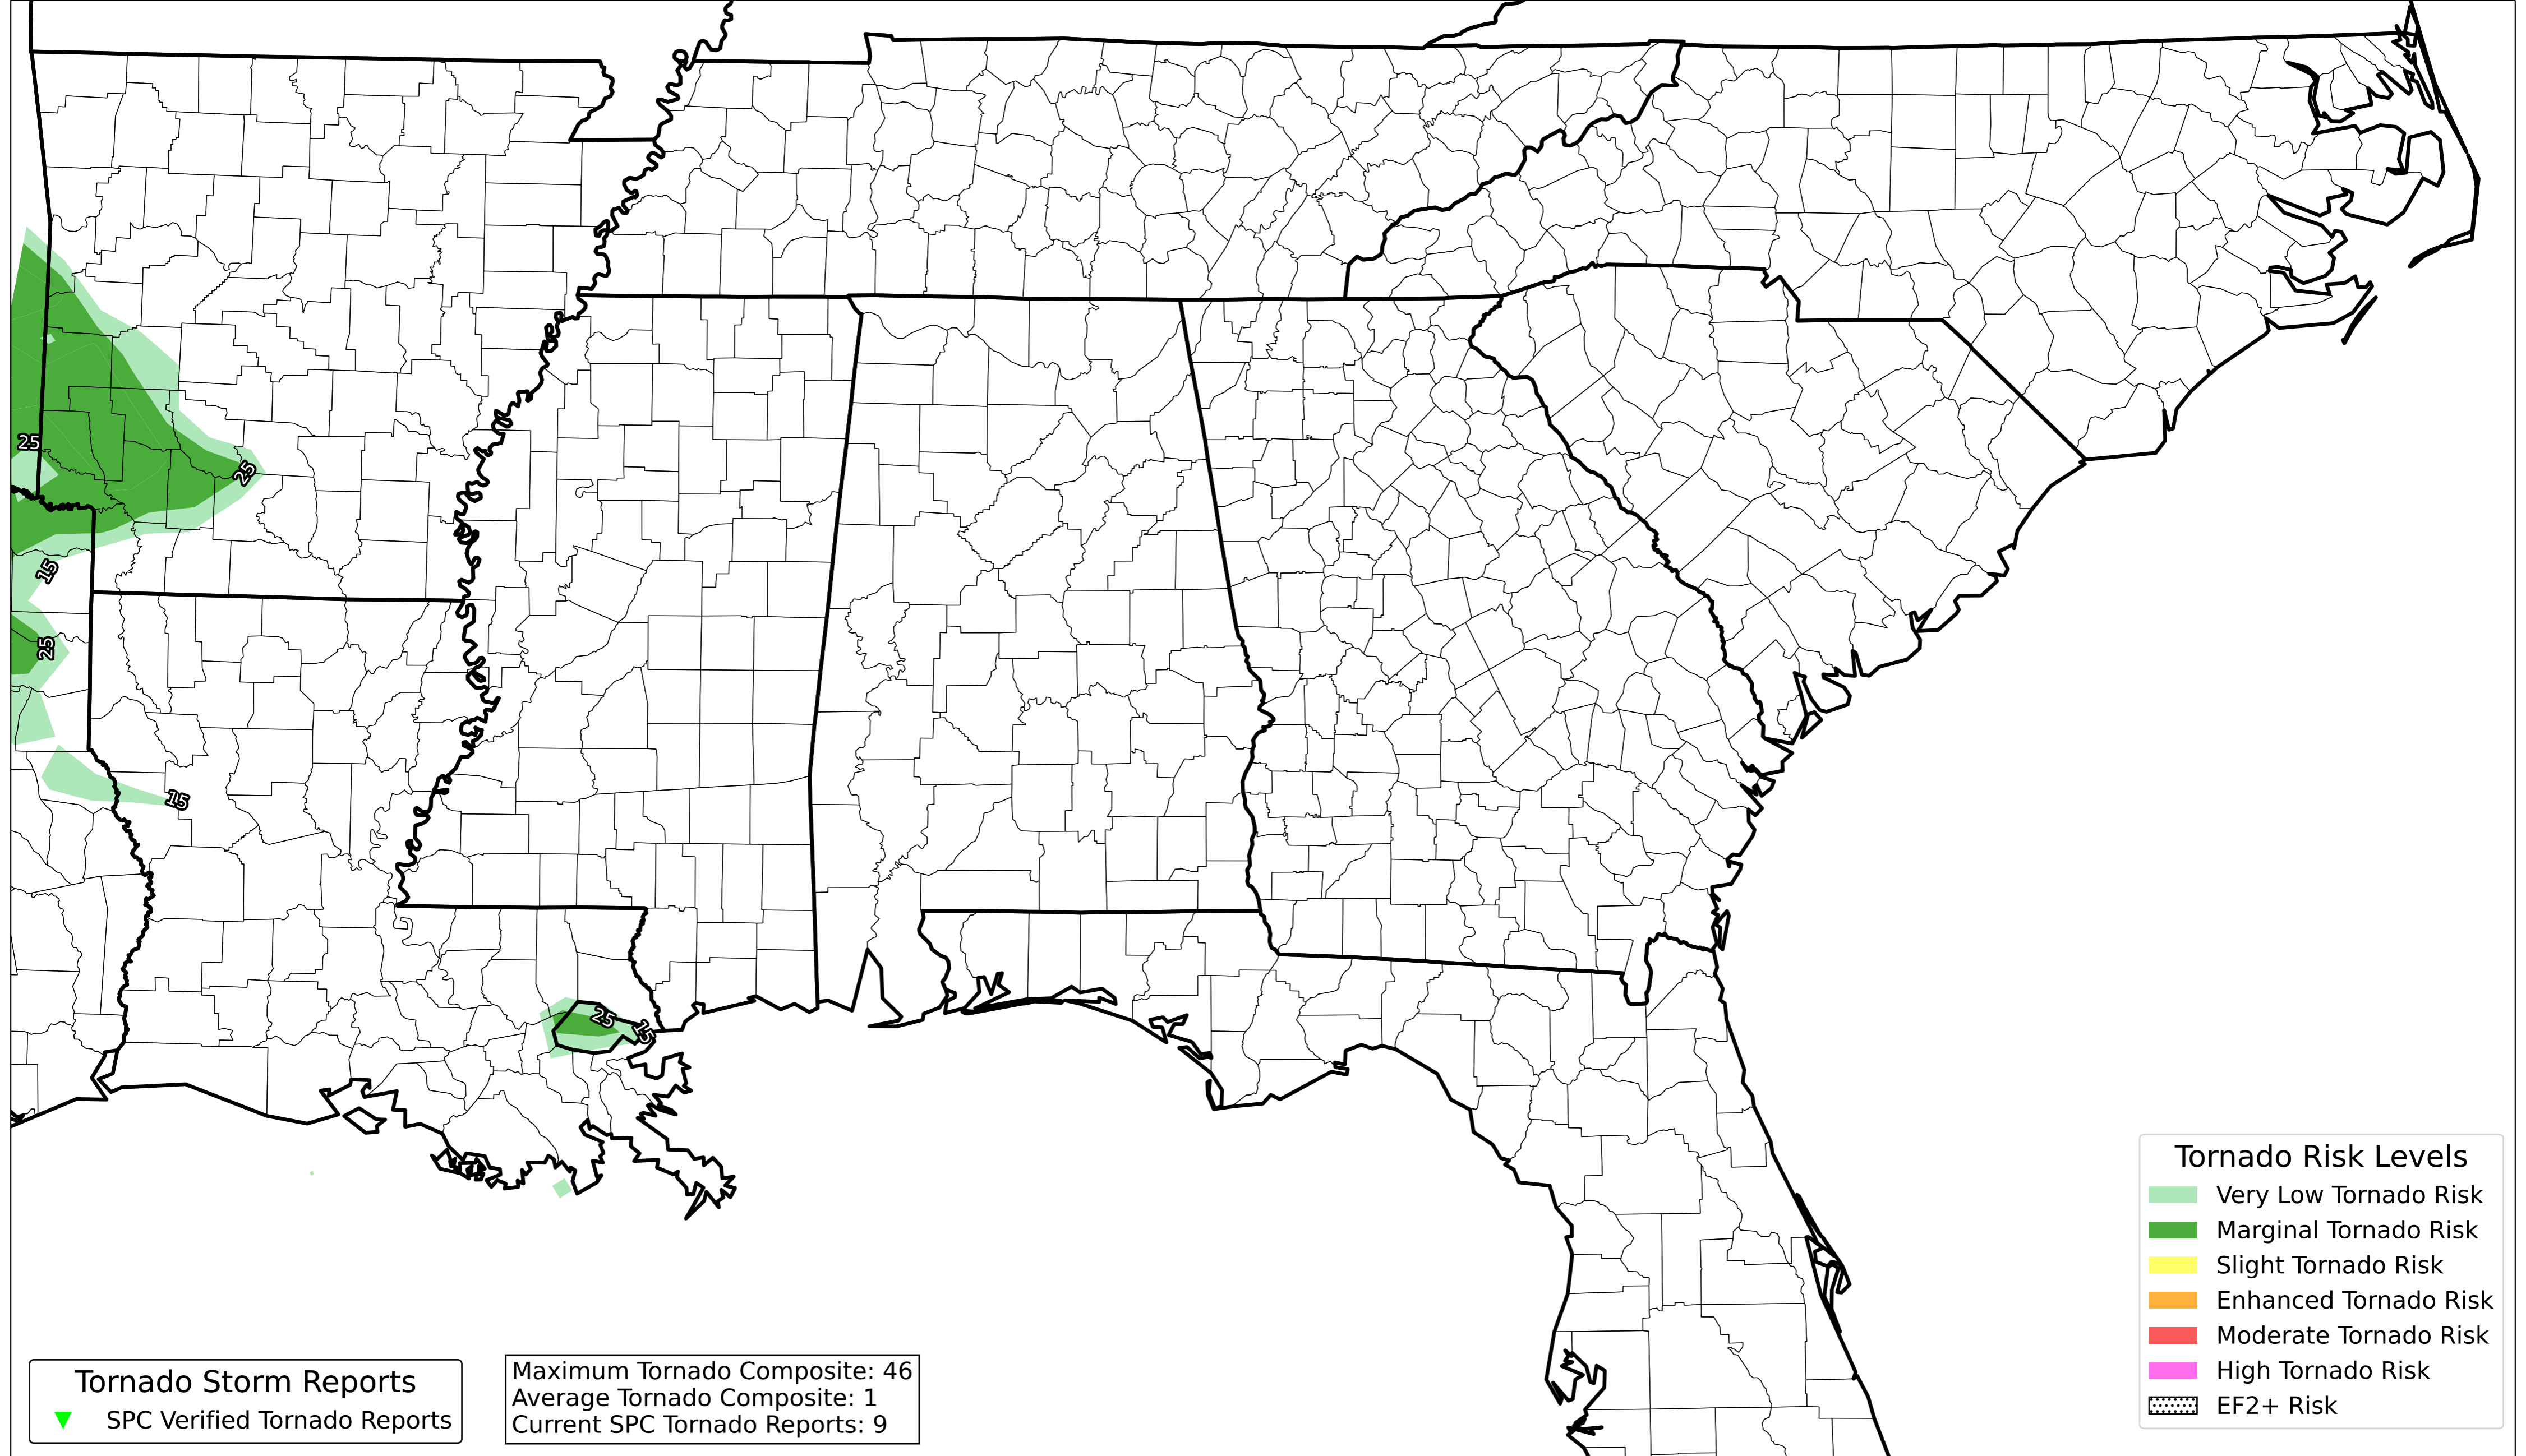 25
25
15
25
15
25
15
Tornado Storm Reports
SPC Verified Tornado Reports
Maximum Tornado Composite: 46
Average Tornado Composite: 1
Current SPC Tornado Reports: 9
Tornado Risk Levels
Very Low Tornado Risk
Marginal Tornado Risk
Slight Tornado Risk
Enhanced Tornado Risk
Moderate Tornado Risk
High Tornado Risk
EF2+ Risk